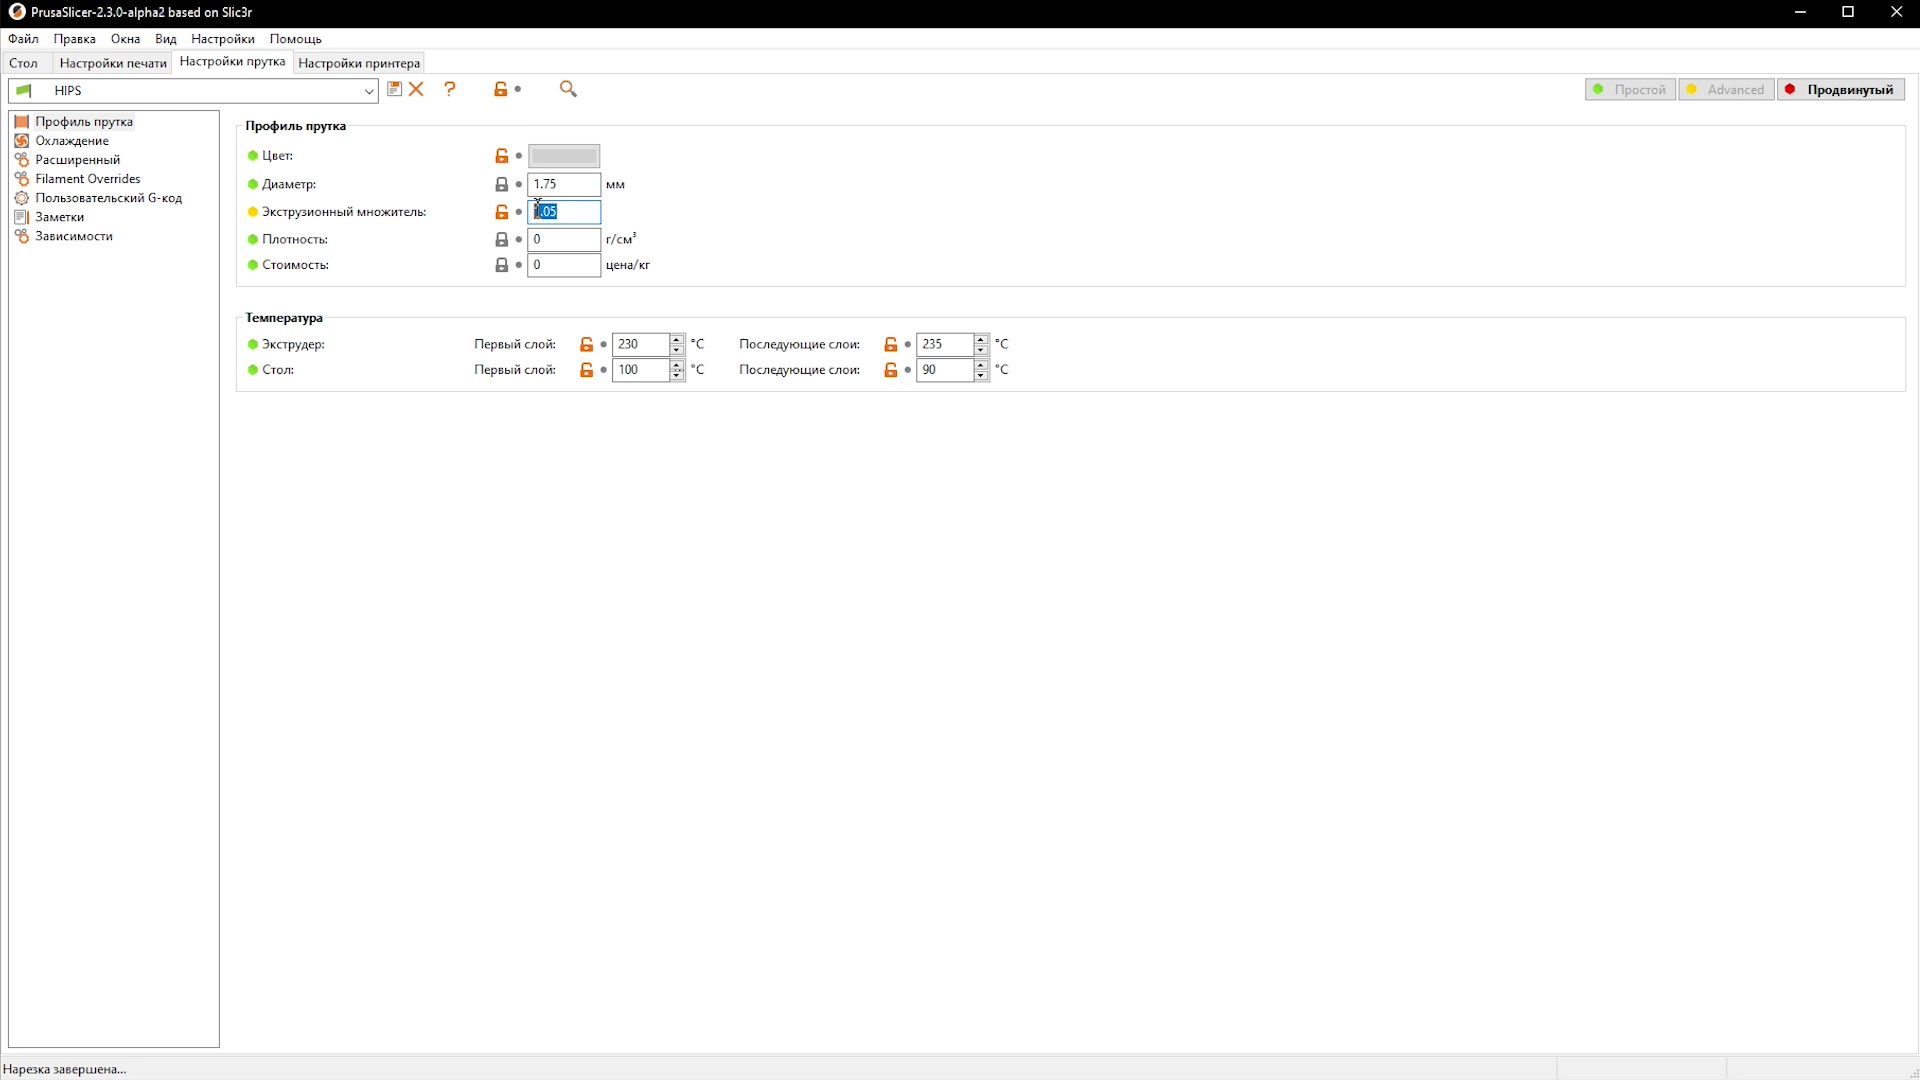 PrusaSlicer-2.3.0-alpha2 based on Slic3r
Файл Правка Окна Вид Настройки Помощь
Стол Настройки печати Настройки прутка Настройки принтера
HIPS ? Простой Advanced Продвинутый
Профиль прутка
Охлаждение
Расширенный
Filament Overrides
Пользовательский G-код
Заметки
Зависимости
Профиль прутка
Цвет:
Диаметр: 1.75 мм
Экструзионный множитель: 1.05
Плотность: 0 г/см³
Стоимость: 0 цена/кг
Температура
Экструдер: Первый слой: 230 °C Последующие слои: 235 °C
Стол: Первый слой: 100 °C Последующие слои: 90 °C
Нарезка завершена...